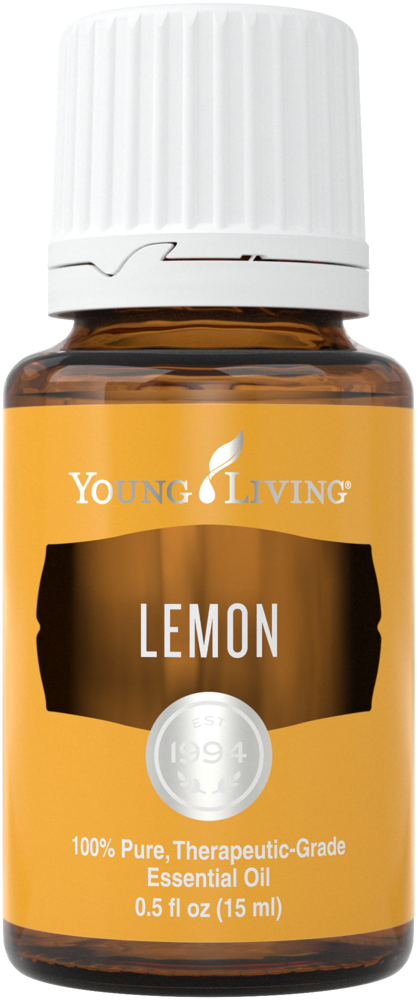 YOUNG LIVING®
LEMON
EST.
1994
100% Pure, Therapeutic-Grade
Essential Oil
0.5 fl oz (15 ml)